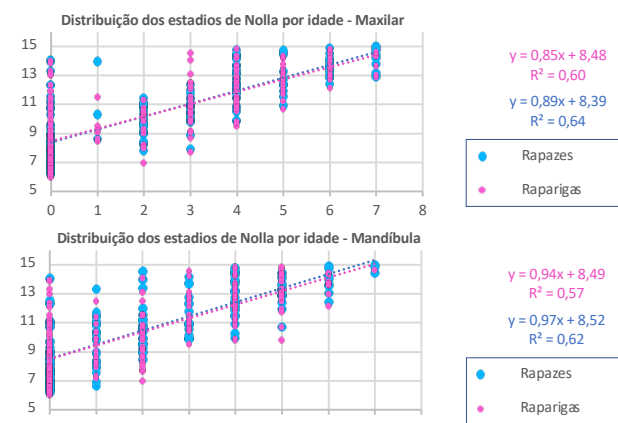 Distribuição dos estadios de Nolla por idade - Maxilar
15
13
11
9
7
5
0 1 2 3 4 5 6 7 8
y = 0,85x + 8,48
R² = 0,60
y = 0,89x + 8,39
R² = 0,64
Rapazes
Raparigas
Distribuição dos estadios de Nolla por idade - Mandíbula
15
13
11
9
7
5
y = 0,94x + 8,49
R² = 0,57
y = 0,97x + 8,52
R² = 0,62
Rapazes
Raparigas